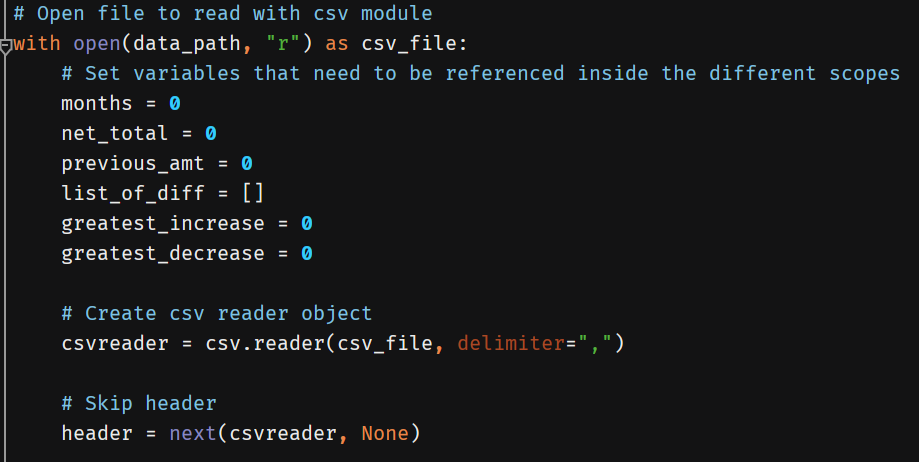 # Open file to read with csv module
with open(data_path, "r") as csv_file:
    # Set variables that need to be referenced inside the different scopes
    months = 0
    net_total = 0
    previous_amt = 0
    list_of_diff = []
    greatest_increase = 0
    greatest_decrease = 0

    # Create csv reader object
    csvreader = csv.reader(csv_file, delimiter=",")

    # Skip header
    header = next(csvreader, None)